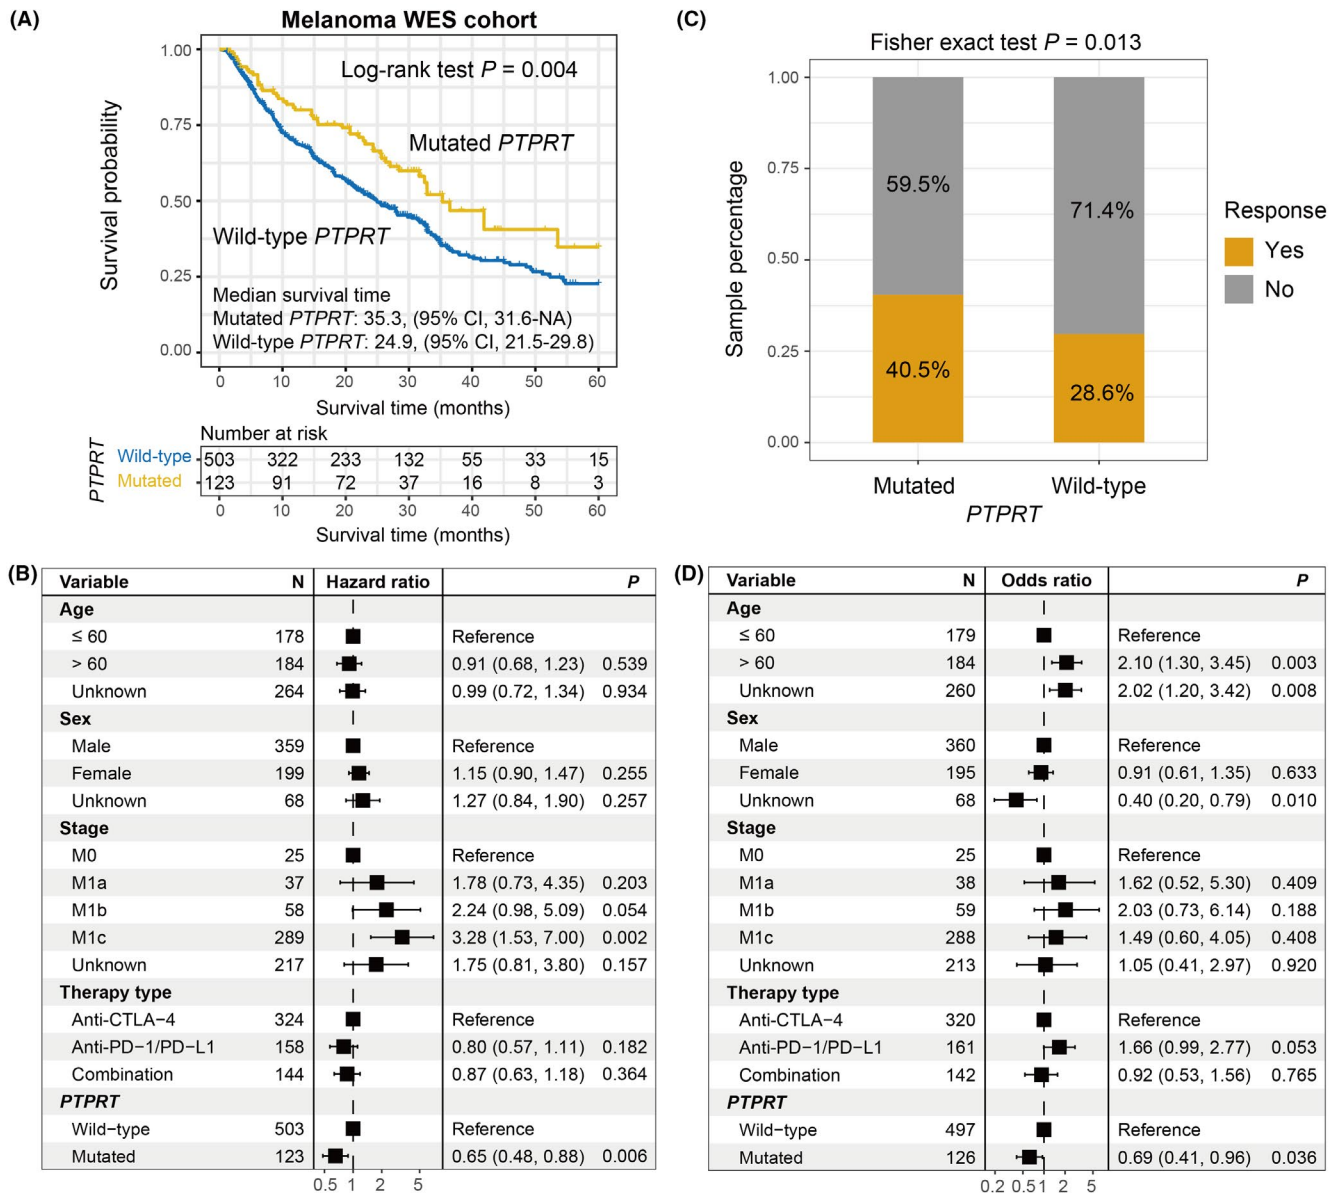 (A)
Melanoma WES cohort
Log-rank test P = 0.004
Mutated PTPRT
Wild-type PTPRT
Median survival time
Mutated PTPRT: 35.3, (95% CI, 31.6-NA)
Wild-type PTPRT: 24.9, (95% CI, 21.5-29.8)
Survival probability
1.00
0.75
0.50
0.25
0.00
0 10 20 30 40 50 60
Survival time (months)
Number at risk
PTPRT
Wild-type 503 322 233 132 55 33 15
Mutated 123 91 72 37 16 8 3
0 10 20 30 40 50 60
Survival time (months)
(C)
Fisher exact test P = 0.013
Sample percentage
1.00
0.75
0.50
0.25
0.00
59.5%
71.4%
40.5%
28.6%
Mutated Wild-type
PTPRT
Response
Yes
No
(B)
Variable N Hazard ratio P
Age
≤ 60 178 Reference
> 60 184 0.91 (0.68, 1.23) 0.539
Unknown 264 0.99 (0.72, 1.34) 0.934
Sex
Male 359 Reference
Female 199 1.15 (0.90, 1.47) 0.255
Unknown 68 1.27 (0.84, 1.90) 0.257
Stage
M0 25 Reference
M1a 37 1.78 (0.73, 4.35) 0.203
M1b 58 2.24 (0.98, 5.09) 0.054
M1c 289 3.28 (1.53, 7.00) 0.002
Unknown 217 1.75 (0.81, 3.80) 0.157
Therapy type
Anti-CTLA−4 324 Reference
Anti-PD−1/PD−L1 158 0.80 (0.57, 1.11) 0.182
Combination 144 0.87 (0.63, 1.18) 0.364
PTPRT
Wild−type 503 Reference
Mutated 123 0.65 (0.48, 0.88) 0.006
0.5 1 2 5
(D)
Variable N Odds ratio P
Age
≤ 60 179 Reference
> 60 184 2.10 (1.30, 3.45) 0.003
Unknown 260 2.02 (1.20, 3.42) 0.008
Sex
Male 360 Reference
Female 195 0.91 (0.61, 1.35) 0.633
Unknown 68 0.40 (0.20, 0.79) 0.010
Stage
M0 25 Reference
M1a 38 1.62 (0.52, 5.30) 0.409
M1b 59 2.03 (0.73, 6.14) 0.188
M1c 288 1.49 (0.60, 4.05) 0.408
Unknown 213 1.05 (0.41, 2.97) 0.920
Therapy type
Anti-CTLA−4 320 Reference
Anti-PD−1/PD−L1 161 1.66 (0.99, 2.77) 0.053
Combination 142 0.92 (0.53, 1.56) 0.765
PTPRT
Wild−type 497 Reference
Mutated 126 0.69 (0.41, 0.96) 0.036
0.2 0.5 1 2 5